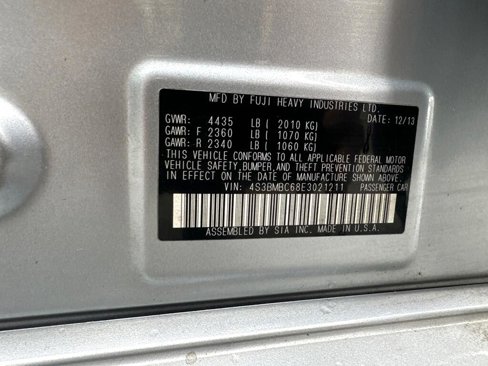 MFD BY FUJI HEAVY INDUSTRIES LTD.
GVWR: 4435 LB ( 2010 KG) DATE: 12/13
GAWR: F 2360 LB ( 1070 KG)
GAWR: R 2340 LB ( 1060 KG)
THIS VEHICLE CONFORMS TO ALL APPLICABLE FEDERAL MOTOR
VEHICLE SAFETY, BUMPER, AND THEFT PREVENTION STANDARDS
IN EFFECT ON THE DATE OF MANUFACTURE SHOWN ABOVE.
VIN: 4S3BMBC68E3021211 PASSENGER CAR
ASSEMBLED BY SIA INC. MADE IN U.S.A.